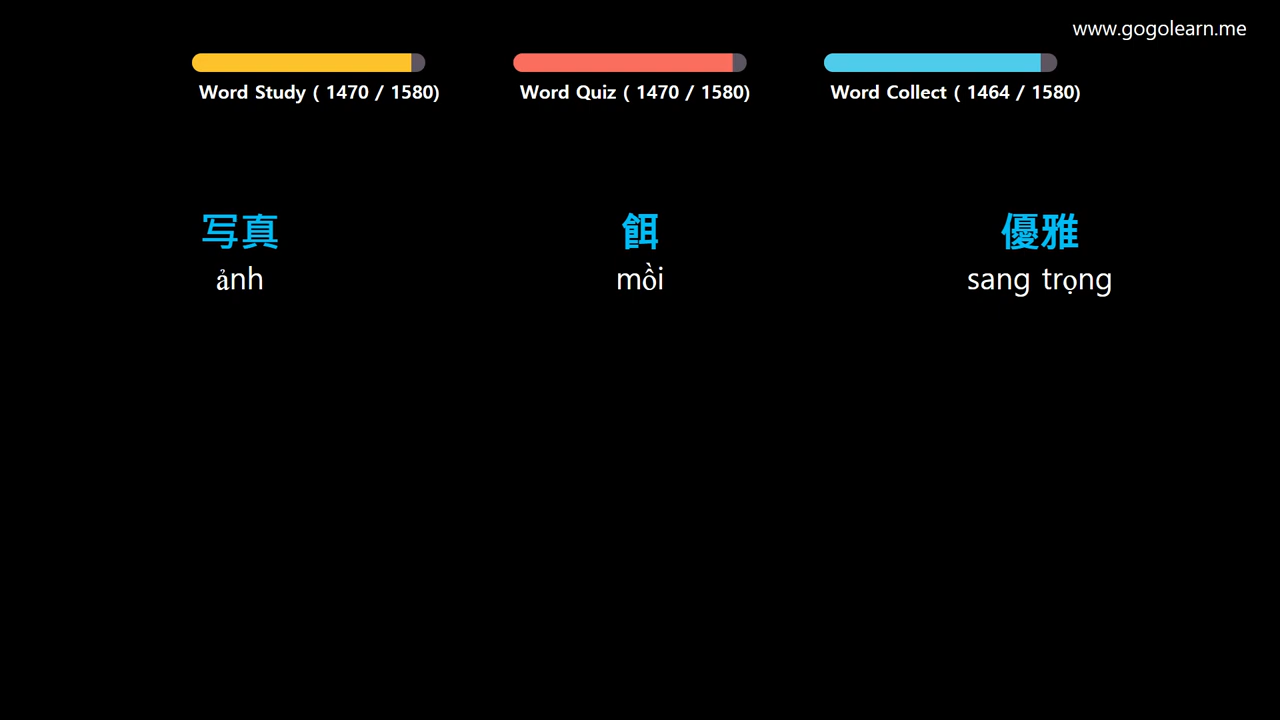 www.gogolearn.me
Word Study ( 1470 / 1580)
Word Quiz ( 1470 / 1580)
Word Collect ( 1464 / 1580)
写真
ảnh
餌
mồi
優雅
sang trọng